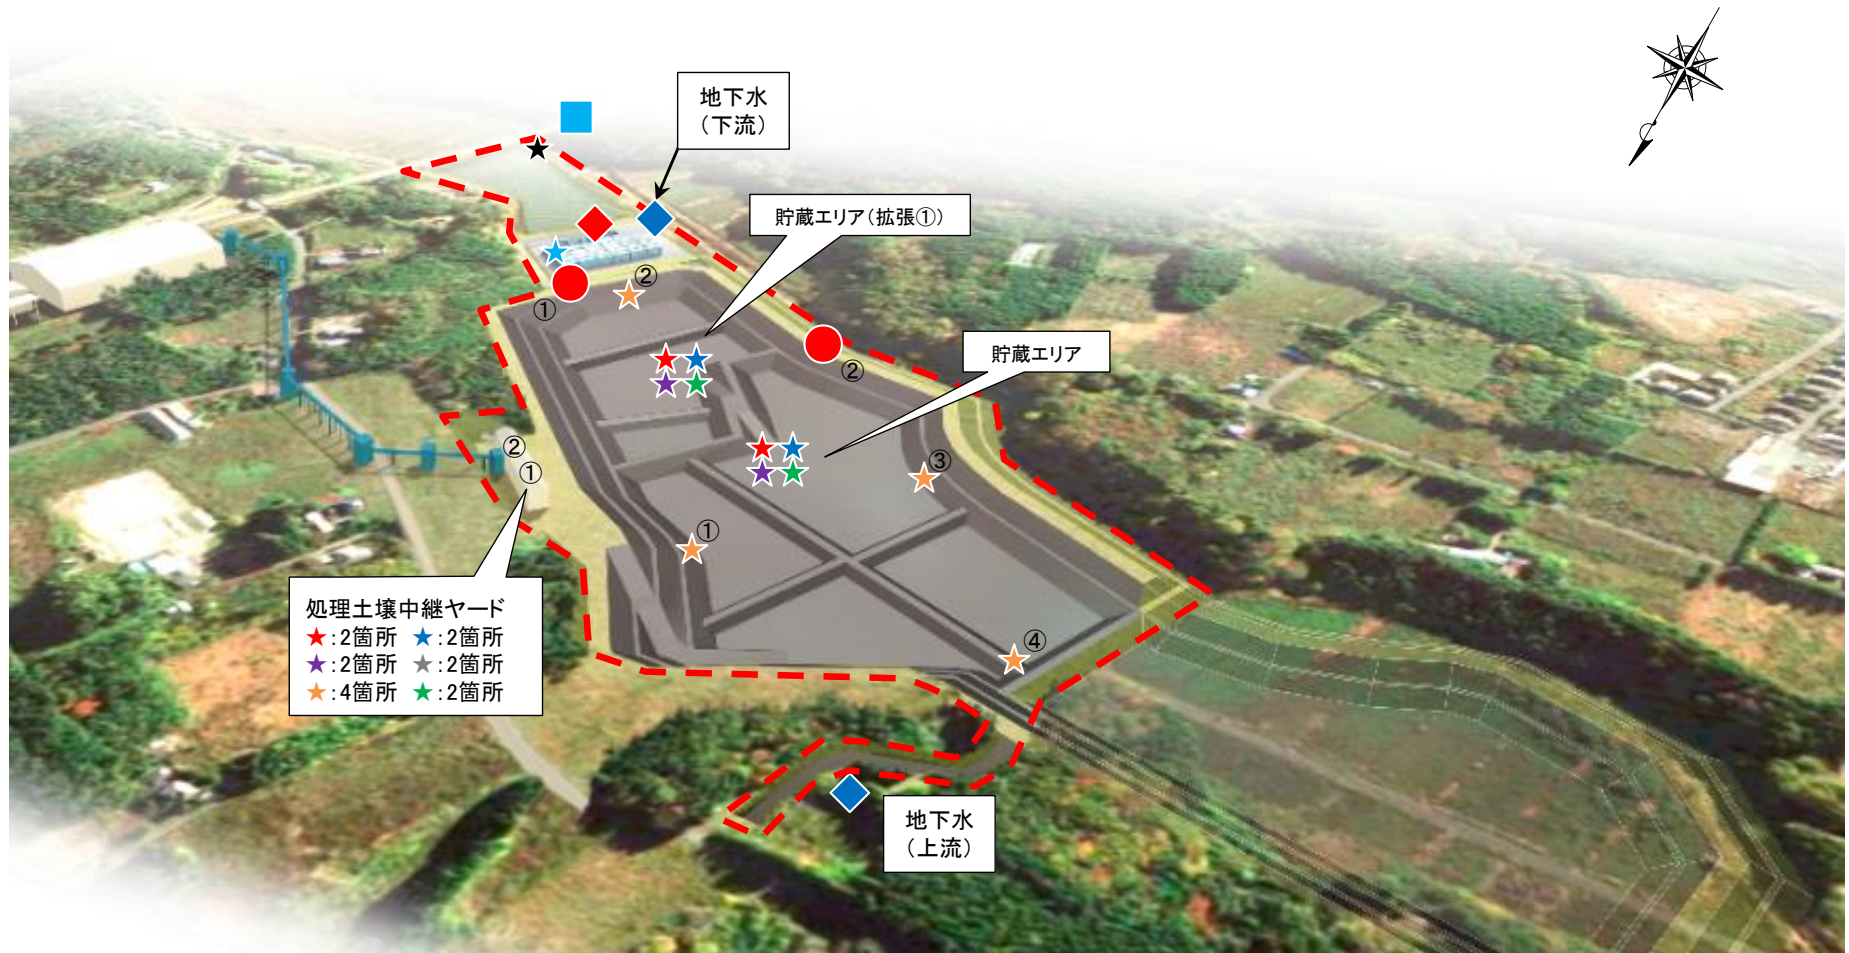 地下水
（下流）
貯蔵エリア（拡張①）
②
①
②
貯蔵エリア
②
①
③
①
処理土壌中継ヤード
★：2箇所 ★：2箇所
★：2箇所 ★：2箇所
★：4箇所 ★：2箇所
④
地下水
（上流）